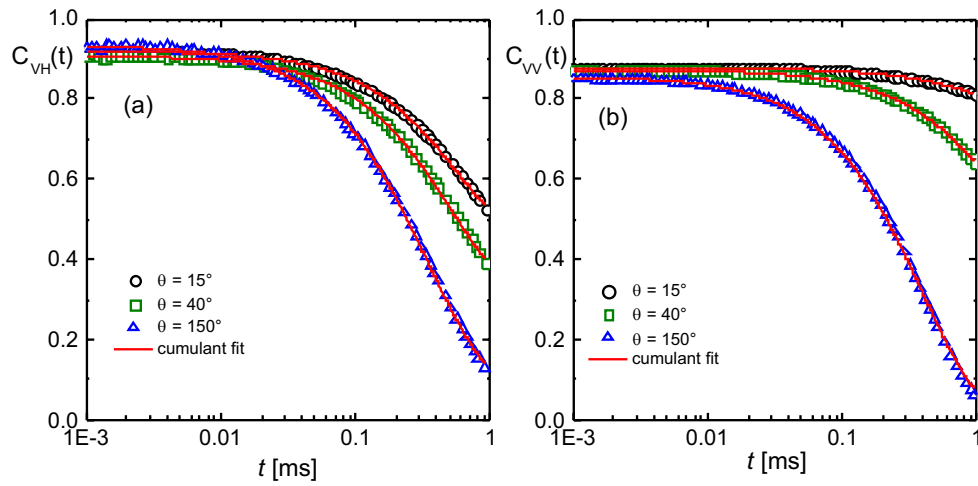 1.0
C_VH(t)
0.8
(a)
0.6
0.4
θ = 15°
θ = 40°
0.2
θ = 150°
cumulant fit
0.0
1E-3
0.01
0.1
1
t [ms]
1.0
C_VV(t)
0.8
(b)
0.6
0.4
θ = 15°
θ = 40°
0.2
θ = 150°
cumulant fit
0.0
1E-3
0.01
0.1
1
t [ms]